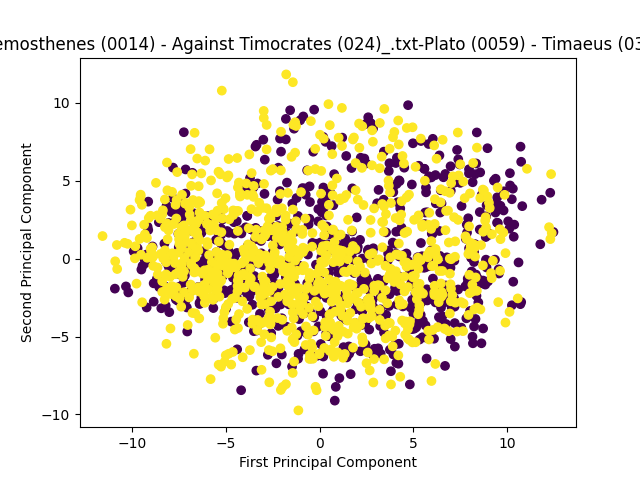 emosthenes (0014) - Against Timocrates (024)_.txt-Plato (0059) - Timaeus (03
10
5
0
−5
−10
Second Principal Component
−10 −5 0 5 10
First Principal Component